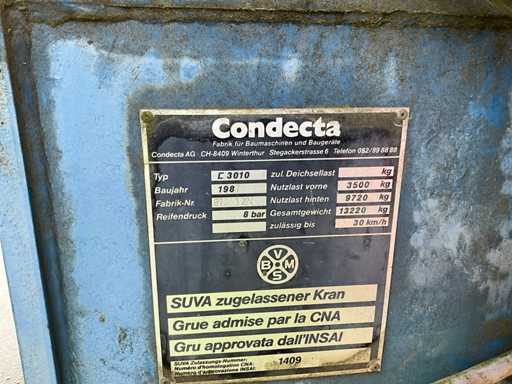 Condecta
Fabrik für Baumaschinen und Baugeräte
Condecta AG CH-8409 Winterthur Stegackerstrasse 6 Telefon 052/89 68 88
Typ 3010 zul. Deichsellast kg
Baujahr 198 Nutzlast vorne 3500 kg
Fabrik-Nr. Nutzlast hinten 9720 kg
Reifendruck 8 bar Gesamtgewicht 13220 kg
zulässig bis 30 km/h
V
B M
S
SUVA zugelassener Kran
Grue admise par la CNA
Gru approvata dall'INSAI
SUVA Zulassungs-Nummer:
Numéro d'homologation CNA: 1409
Numero d'approvazione INSAI: